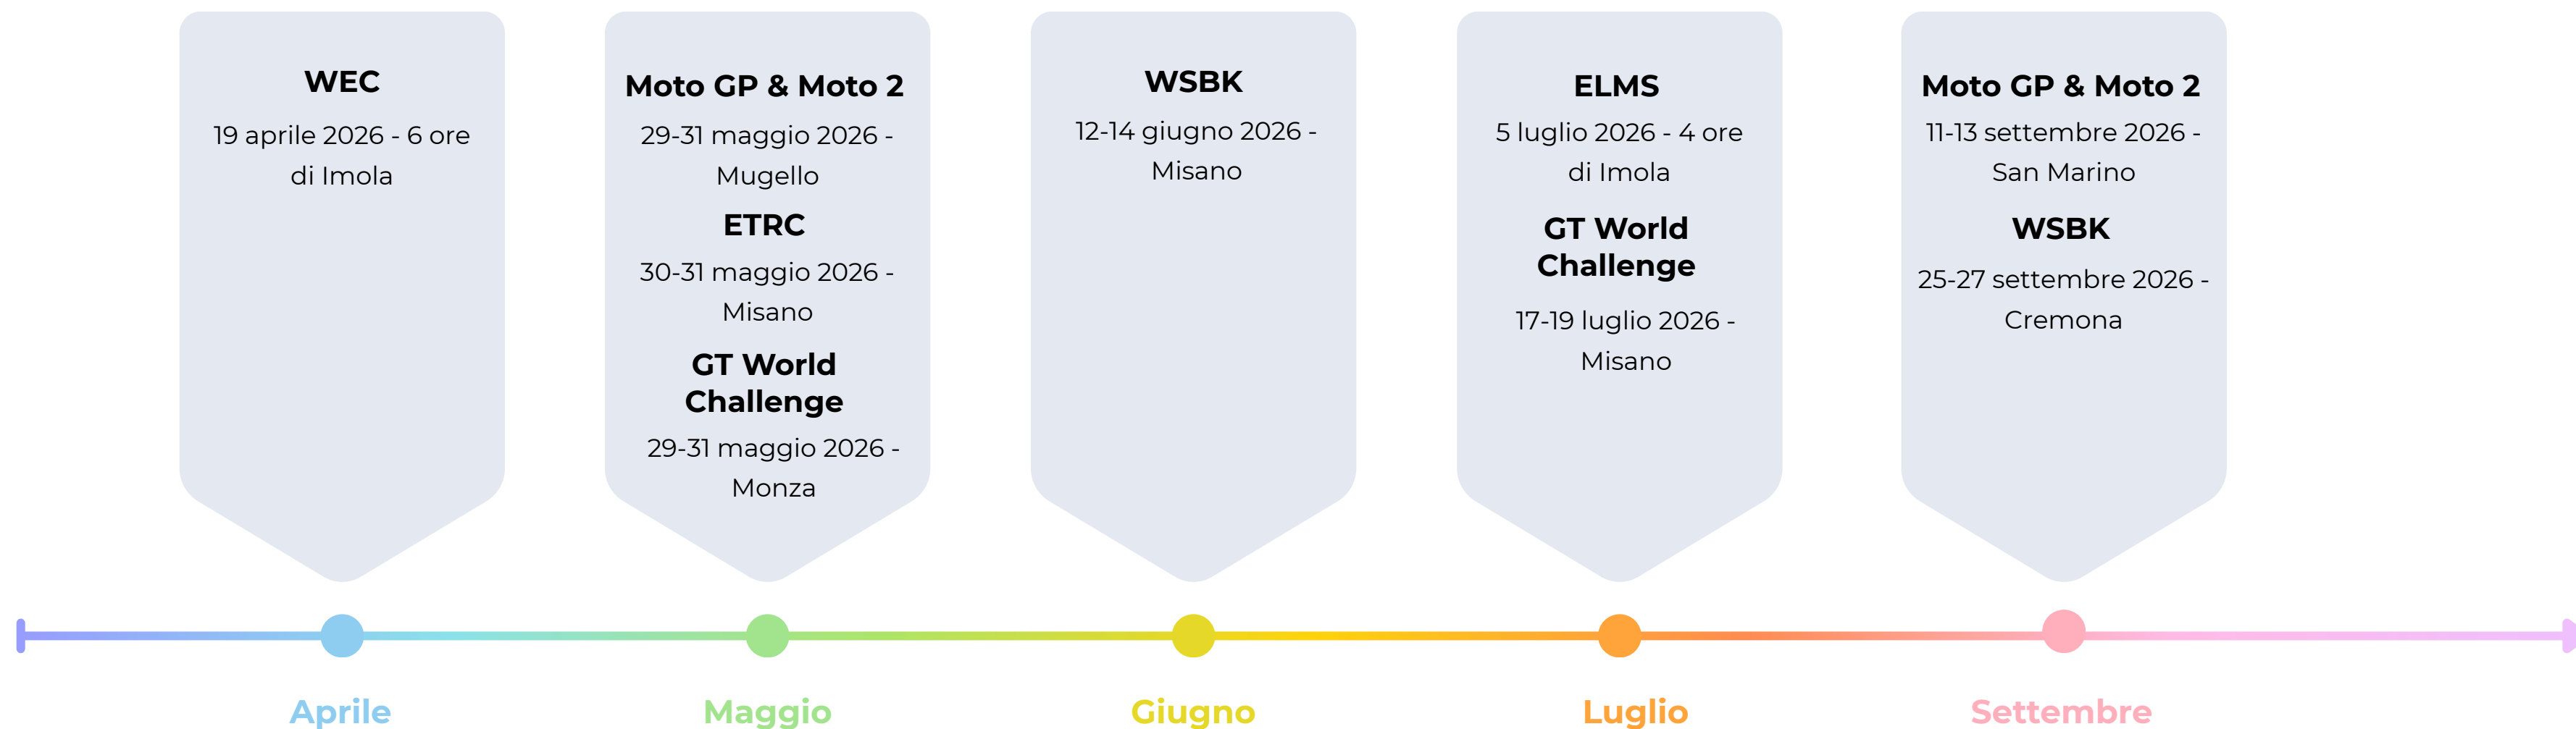 WEC
19 aprile 2026 - 6 ore
di Imola
Moto GP & Moto 2
29-31 maggio 2026 -
Mugello
ETRC
30-31 maggio 2026 -
Misano
GT World
Challenge
29-31 maggio 2026 -
Monza
WSBK
12-14 giugno 2026 -
Misano
ELMS
5 luglio 2026 - 4 ore
di Imola
GT World
Challenge
17-19 luglio 2026 -
Misano
Moto GP & Moto 2
11-13 settembre 2026 -
San Marino
WSBK
25-27 settembre 2026 -
Cremona
Aprile
Maggio
Giugno
Luglio
Settembre